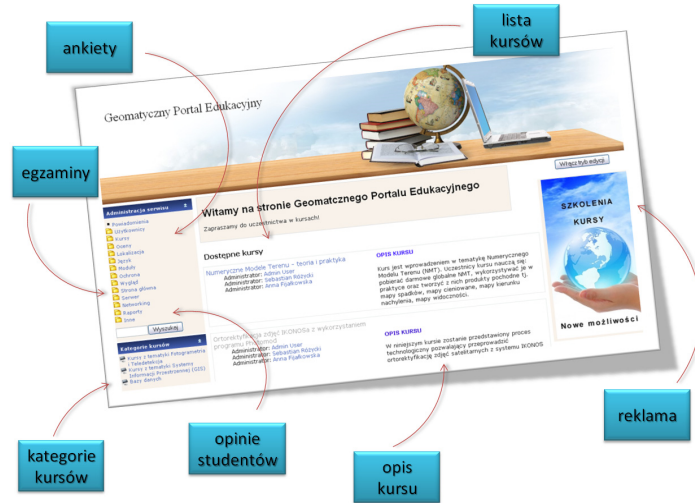 ankiety
lista
kursów
Geomatyczny Portal Edukacyjny
egzaminy
Włącz tryb edycji
Administracja serwisu
Powiadomienia
Użytkownicy
Kursy
Oceny
Lokalizacja
Język
Moduły
Ochrona
Wygląd
Strona główna
Serwer
Networking
Raporty
Inne
Wyszukaj
Kategorie kursów
Kursy z tematyki Fotogrametria
i Teledetekcja
Kursy z tematyki Systemy
Informacji Przestrzennej (GIS)
Bazy danych
Witamy na stronie Geomatcznego Portalu Edukacyjnego
Zapraszamy do uczestnictwa w kursach!
Dostępne kursy
Numeryczne Modele Terenu - teoria i praktyka
Administrator: Admin User
Administrator: Sebastian Różycki
Administrator: Anna Fijałkowska
OPIS KURSU
Kurs jest wprowadzeniem w tematykę Numerycznego
Modelu Terenu (NMT). Uczestnicy kursu nauczą się:
pobierać darmowe globalne NMT, wykorzystywać je w
praktyce oraz tworzyć z nich produkty pochodne tj.
mapy spadków, mapy cieniowane, mapy kierunku
nachylenia, mapy widoczności.
Ortorektyfikacja zdjęć IKONOSa z wykorzystaniem
programu
Administrator: Admin User
Administrator: Sebastian Różycki
Administrator: Anna Fijałkowska
OPIS KURSU
W niniejszym kursie zostanie przedstawiony proces
technologiczny pozwalający przeprowadzić
ortorektyfikację zdjęć satelitarnych z systemu IKONOS
SZKOLENIA
KURSY
Nowe możliwości
reklama
kategorie
kursów
opinie
studentów
opis
kursu